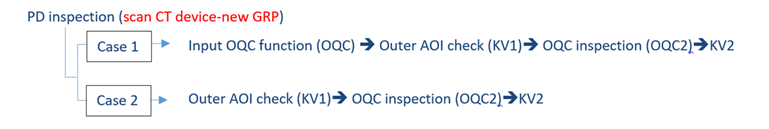 PD inspection (scan CT device-new GRP)
Case 1 Input OQC function (OQC) ➔ Outer AOI check (KV1)➔ OQC inspection (OQC2)➔KV2
Case 2 Outer AOI check (KV1)➔ OQC inspection (OQC2)➔KV2